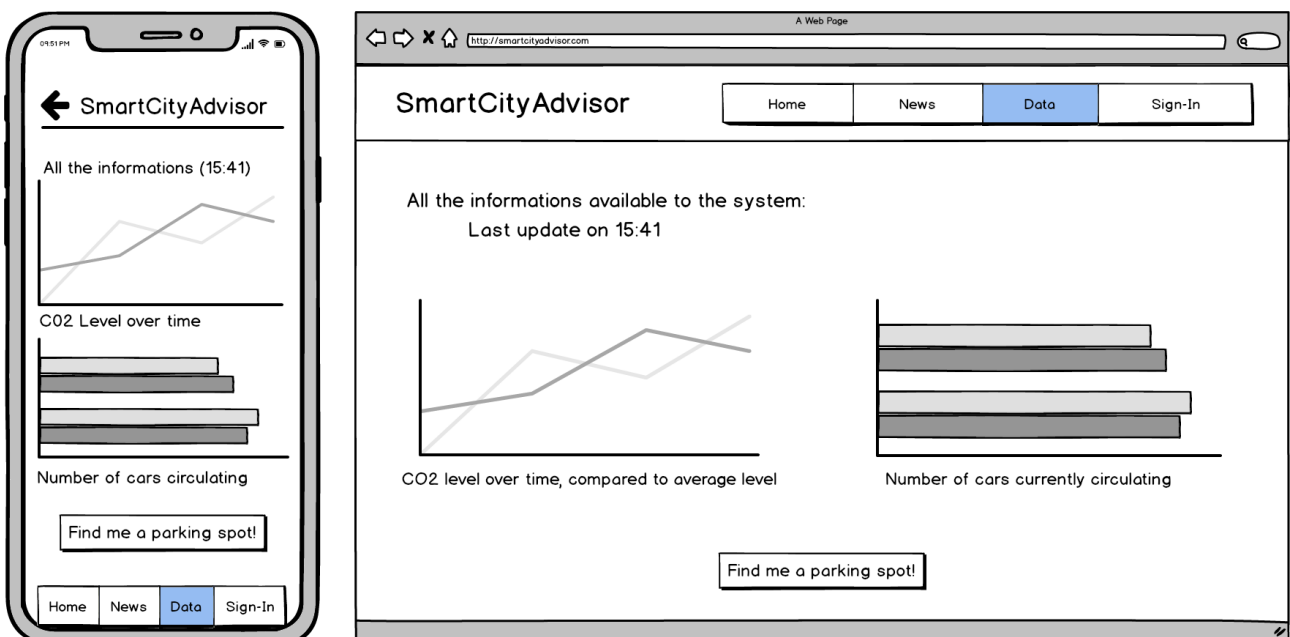 09:51 PM
SmartCityAdvisor
All the informations (15:41)
C02 Level over time
Number of cars circulating
Find me a parking spot!
Home News Data Sign-In
A Web Page
http://smartcityadvisor.com
SmartCityAdvisor
Home News Data Sign-In
All the informations available to the system:
Last update on 15:41
CO2 level over time, compared to average level
Number of cars currently circulating
Find me a parking spot!